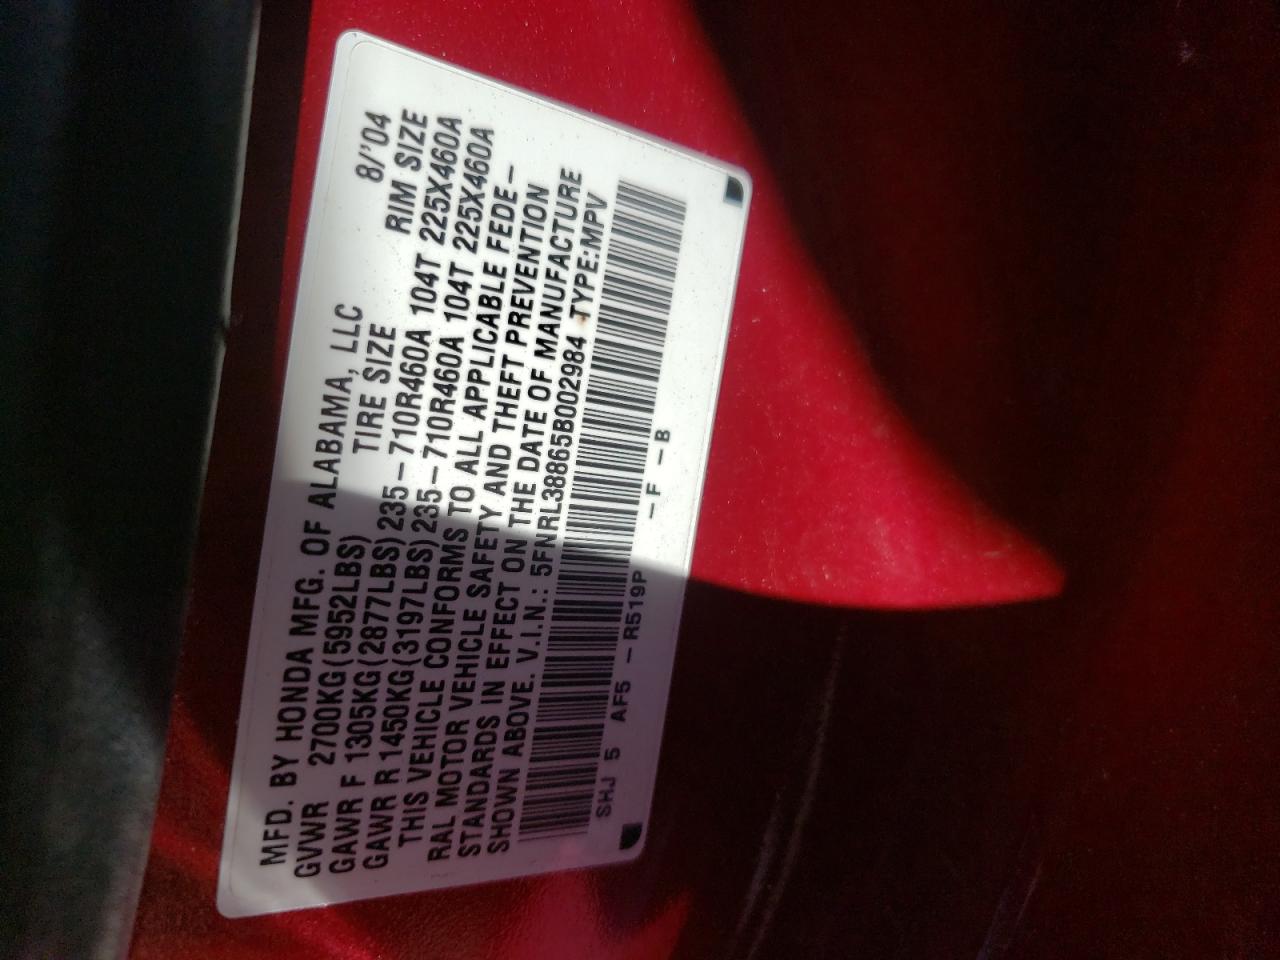 MFD. BY HONDA MFG. OF ALABAMA, LLC 8/'04
GVWR 2700KG(5952LBS) TIRE SIZE RIM SIZE
GAWR F 1305KG(2877LBS) 235-710R460A 104T 225X460A
GAWR R 1450KG(3197LBS) 235-710R460A 104T 225X460A
THIS VEHICLE CONFORMS TO ALL APPLICABLE FEDE-
RAL MOTOR VEHICLE SAFETY AND THEFT PREVENTION
STANDARDS IN EFFECT ON THE DATE OF MANUFACTURE
SHOWN ABOVE. V.I.N.: 5FNRL38865B002984 TYPE:MPV
SHJ 5 AF5 -R519P -F -B